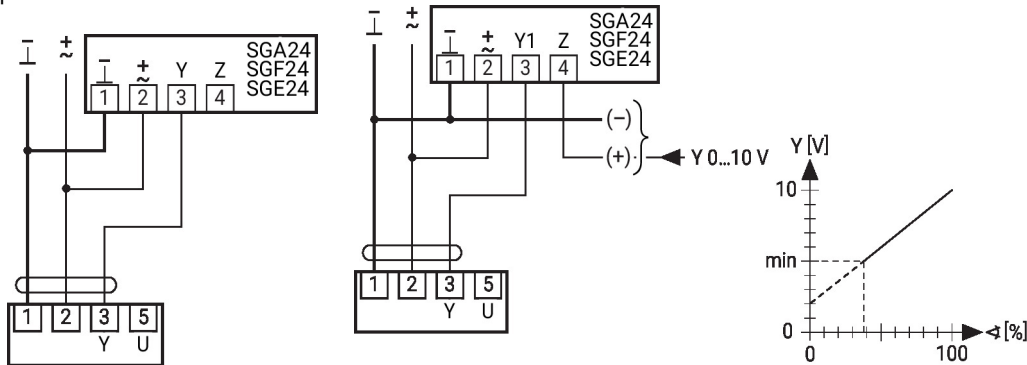 – +
⊥ ~
– +
⊥ ~ Y Z
1 2 3 4
SGA24
SGF24
SGE24
1 2 3 5
Y U
– +
⊥ ~
– +
⊥ ~ Y1 Z
1 2 3 4
SGA24
SGF24
SGE24
(–)
(+) Y 0...10 V
1 2 3 5
Y U
Y [V]
10
min
0
0 100
∢ [%]